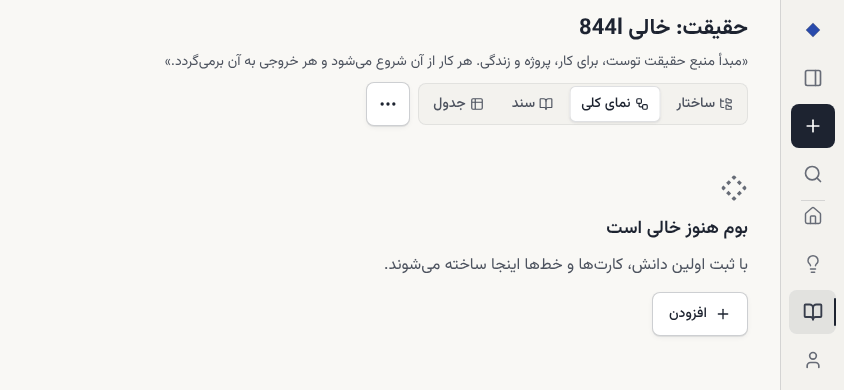 حقیقت: خالی 844l
«مبدأ منبع حقیقت توست، برای کار، پروژه و زندگی. هر کار از آن شروع می‌شود و هر خروجی به آن برمی‌گردد.»
ساختار نمای کلی سند جدول
بوم هنوز خالی است
با ثبت اولین دانش، کارت‌ها و خط‌ها اینجا ساخته می‌شوند.
افزودن